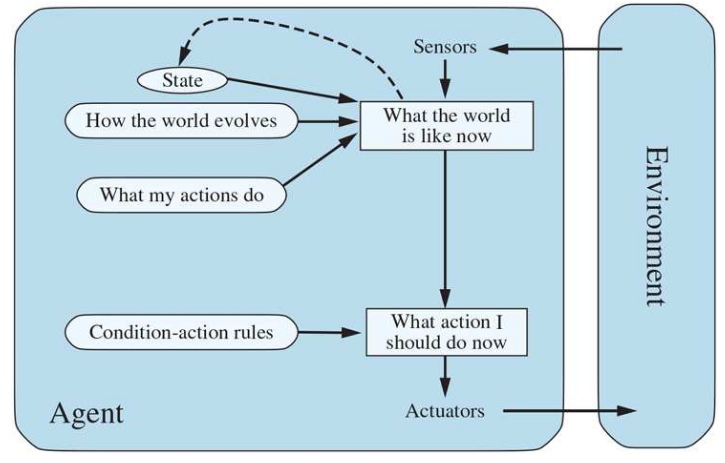 Sensors
State
How the world evolves
What the world
is like now
What my actions do
Environment
Condition-action rules
What action I
should do now
Agent
Actuators